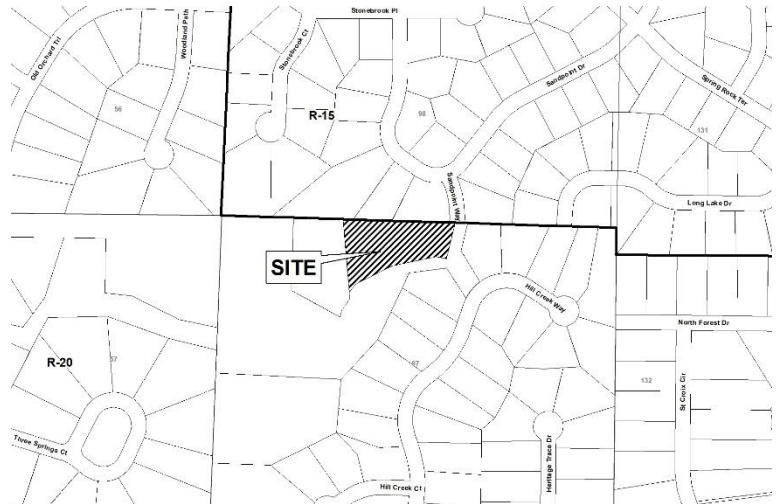 Stonebrook Pl
Old Orchard Trl
Woodland Path
Stonebrook Ct
Sandpoint Dr
Spring Rock Ter
56
R-15
98
131
Sandpoint Way
Long Lake Dr
SITE
Hill Creek Way
North Forest Dr
R-20
57
97
132
St Croix Cir
Three Springs Ct
Heritage Trace Dr
Hill Creek Ct